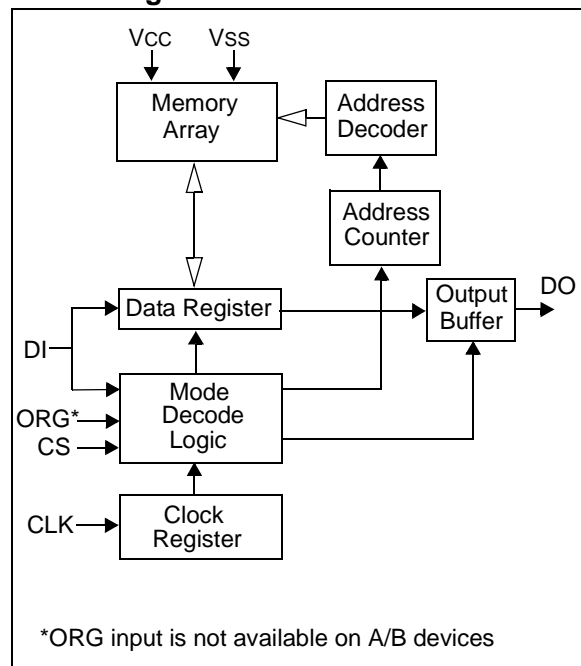 VCC
VSS
Memory
Array
Address
Decoder
Address
Counter
Data Register
Output
Buffer
DO
DI
Mode
Decode
Logic
ORG*
CS
CLK
Clock
Register
*ORG input is not available on A/B devices